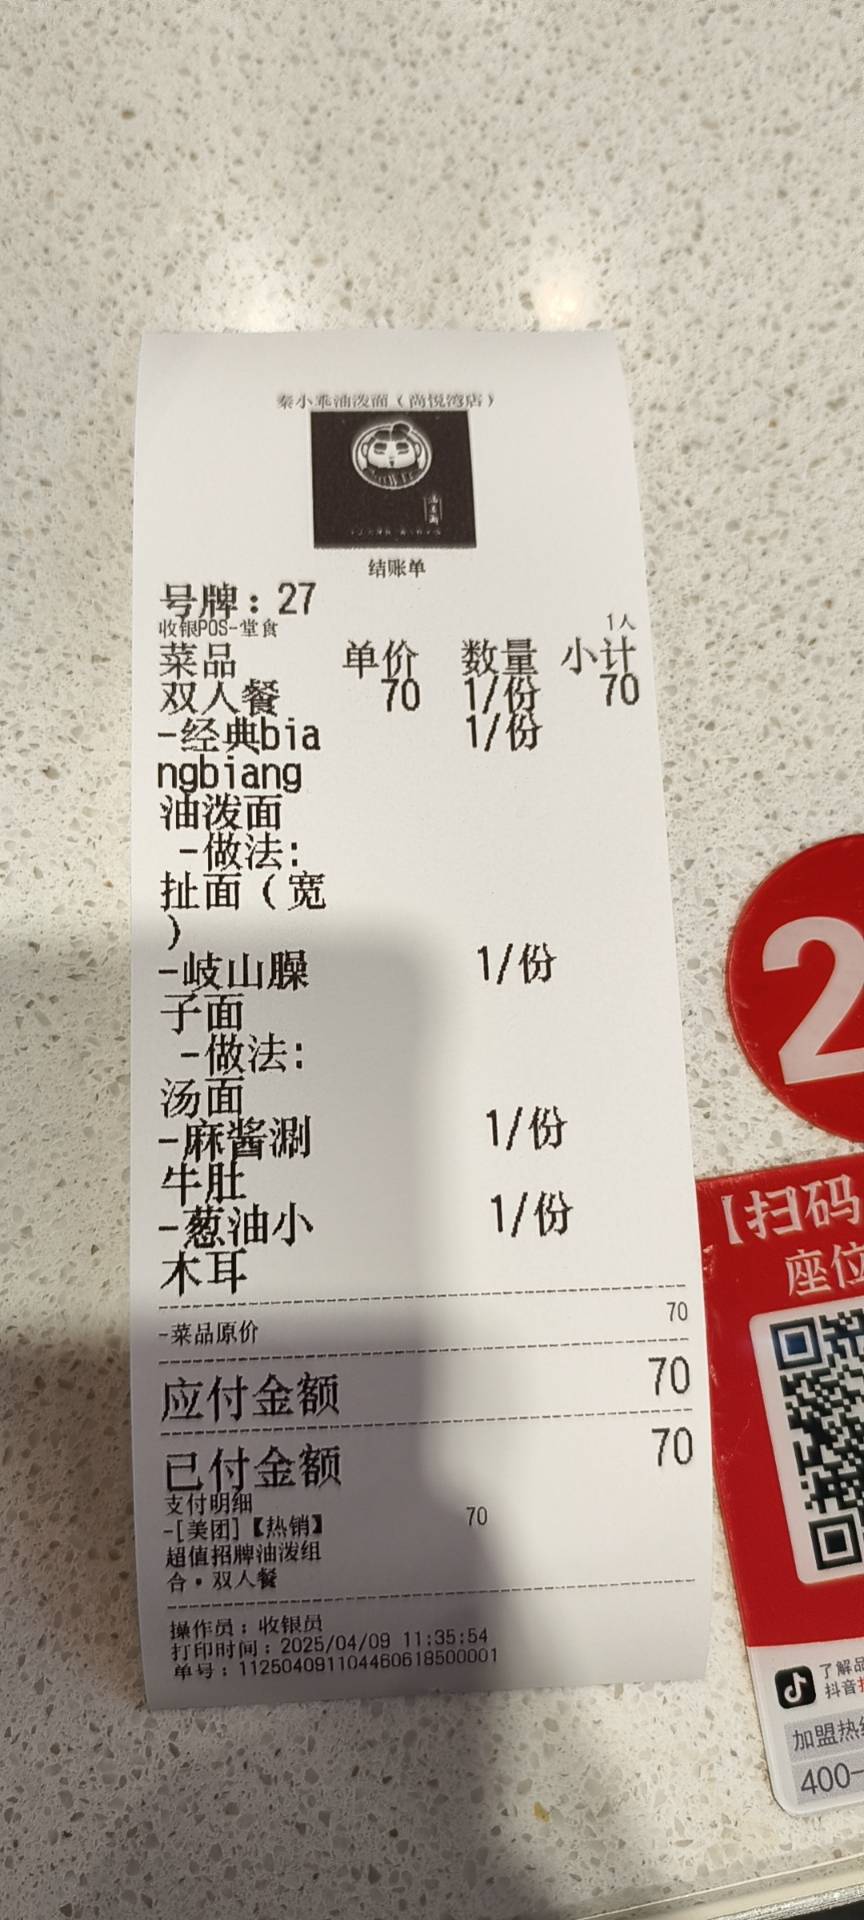 秦小乖油泼面（尚悦湾店）
结账单
号牌：27
收银POS-堂食 1人
菜品 单价 数量 小计
双人餐 70 1/份 70
-经典bia 1/份
ngbiang
油泼面
-做法:
扯面（宽
）
-岐山臊 1/份
子面
-做法:
汤面
-麻酱涮 1/份
牛肚
-葱油小 1/份
木耳
-菜品原价 70
应付金额 70
已付金额 70
支付明细
-[美团]【热销】 70
超值招牌油泼组
合·双人餐
操作员：收银员
打印时间：2025/04/09 11:35:54
单号：112504091104460618500001
2
【扫码
座位
了解品
抖音
加盟热线
400-